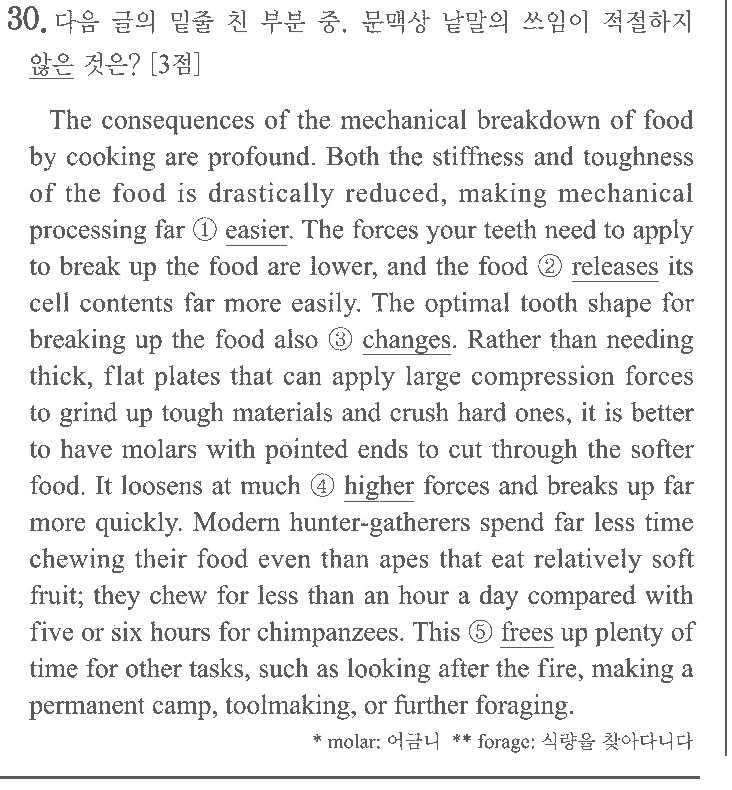 30. 다음 글의 밑줄 친 부분 중, 문맥상 낱말의 쓰임이 적절하지
않은 것은? [3점]
The consequences of the mechanical breakdown of food
by cooking are profound. Both the stiffness and toughness
of the food is drastically reduced, making mechanical
processing far ① easier. The forces your teeth need to apply
to break up the food are lower, and the food ② releases its
cell contents far more easily. The optimal tooth shape for
breaking up the food also ③ changes. Rather than needing
thick, flat plates that can apply large compression forces
to grind up tough materials and crush hard ones, it is better
to have molars with pointed ends to cut through the softer
food. It loosens at much ④ higher forces and breaks up far
more quickly. Modern hunter-gatherers spend far less time
chewing their food even than apes that eat relatively soft
fruit; they chew for less than an hour a day compared with
five or six hours for chimpanzees. This ⑤ frees up plenty of
time for other tasks, such as looking after the fire, making a
permanent camp, toolmaking, or further foraging.
* molar: 어금니 ** forage: 식량을 찾아다니다